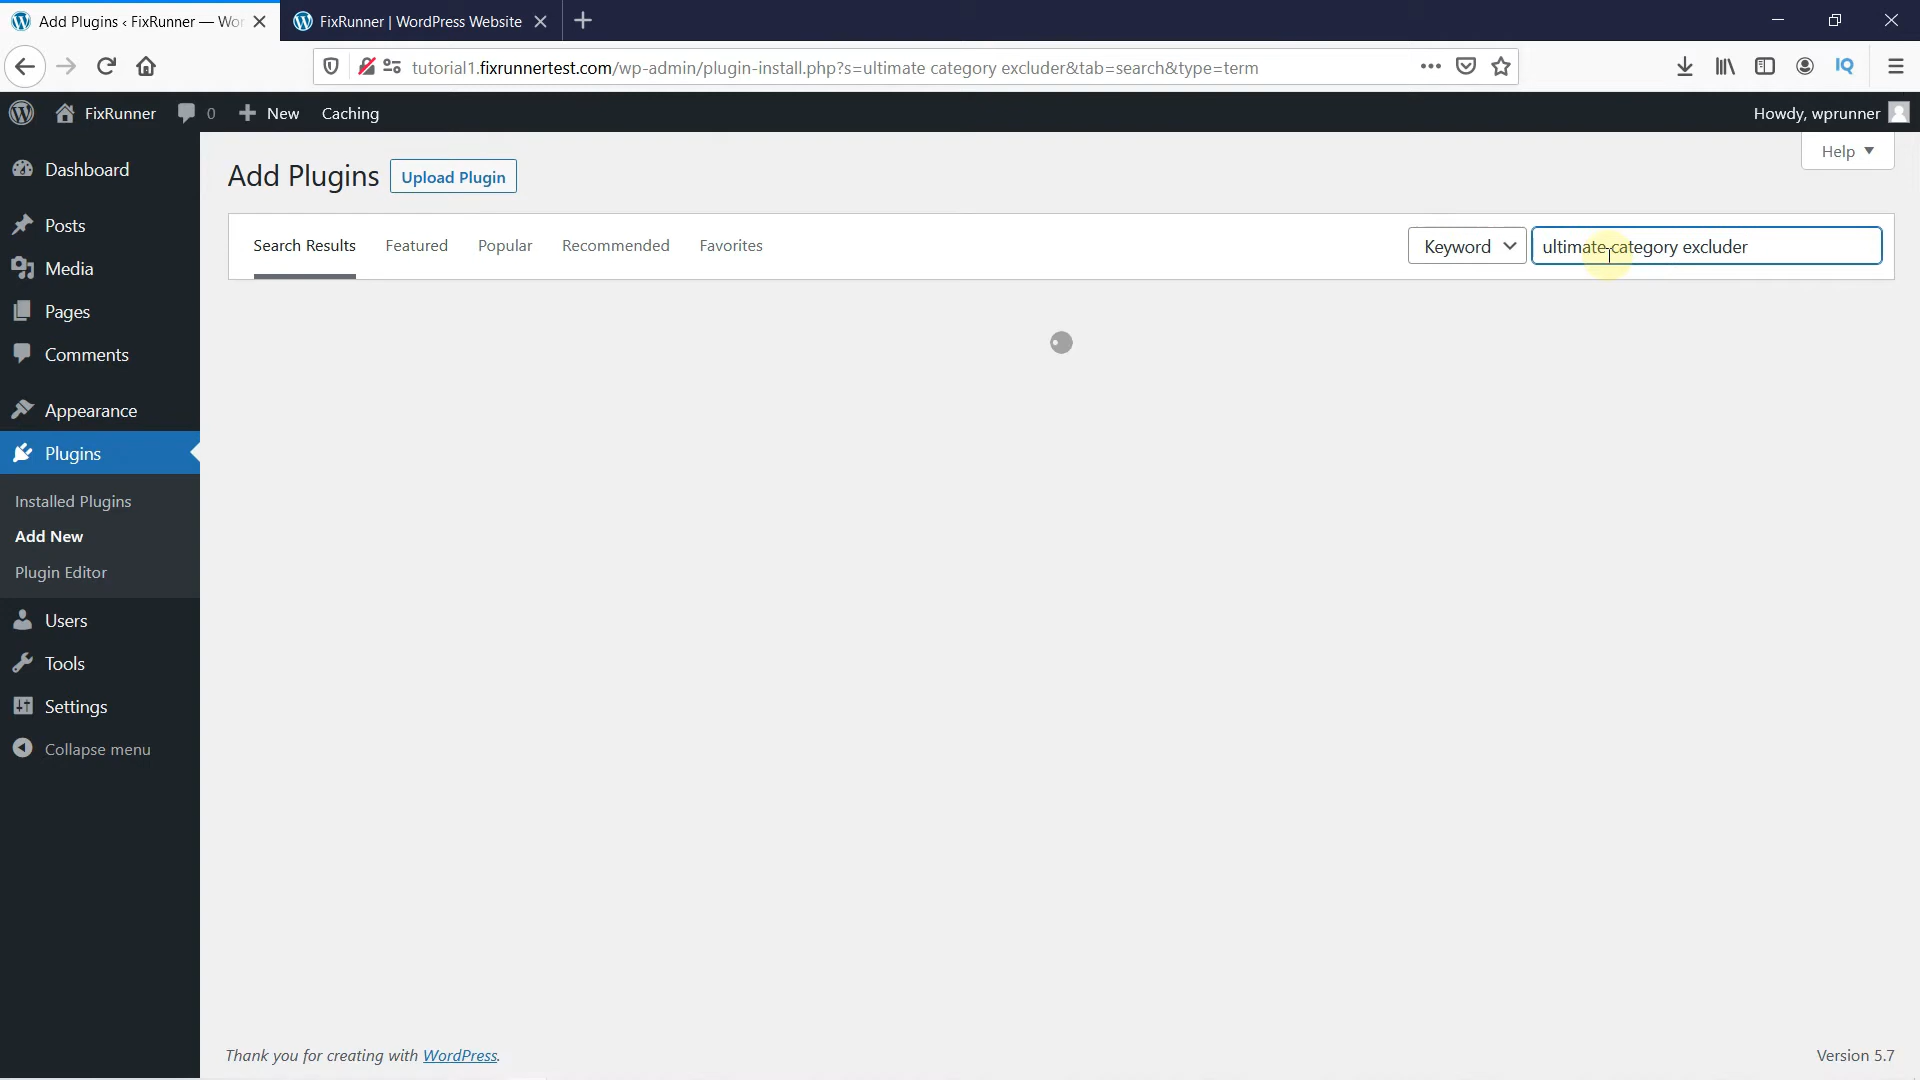 Add Plugins ‹ FixRunner — Wor
FixRunner | WordPress Website
tutorial1.fixrunnertest.com/wp-admin/plugin-install.php?s=ultimate category excluder&tab=search&type=term
IQ
FixRunner
0
New
Caching
Howdy, wprunner
Help
Dashboard
Posts
Media
Pages
Comments
Appearance
Plugins
Installed Plugins
Add New
Plugin Editor
Users
Tools
Settings
Collapse menu
Add Plugins
Upload Plugin
Search Results
Featured
Popular
Recommended
Favorites
Keyword
ultimate category excluder
Thank you for creating with WordPress.
Version 5.7